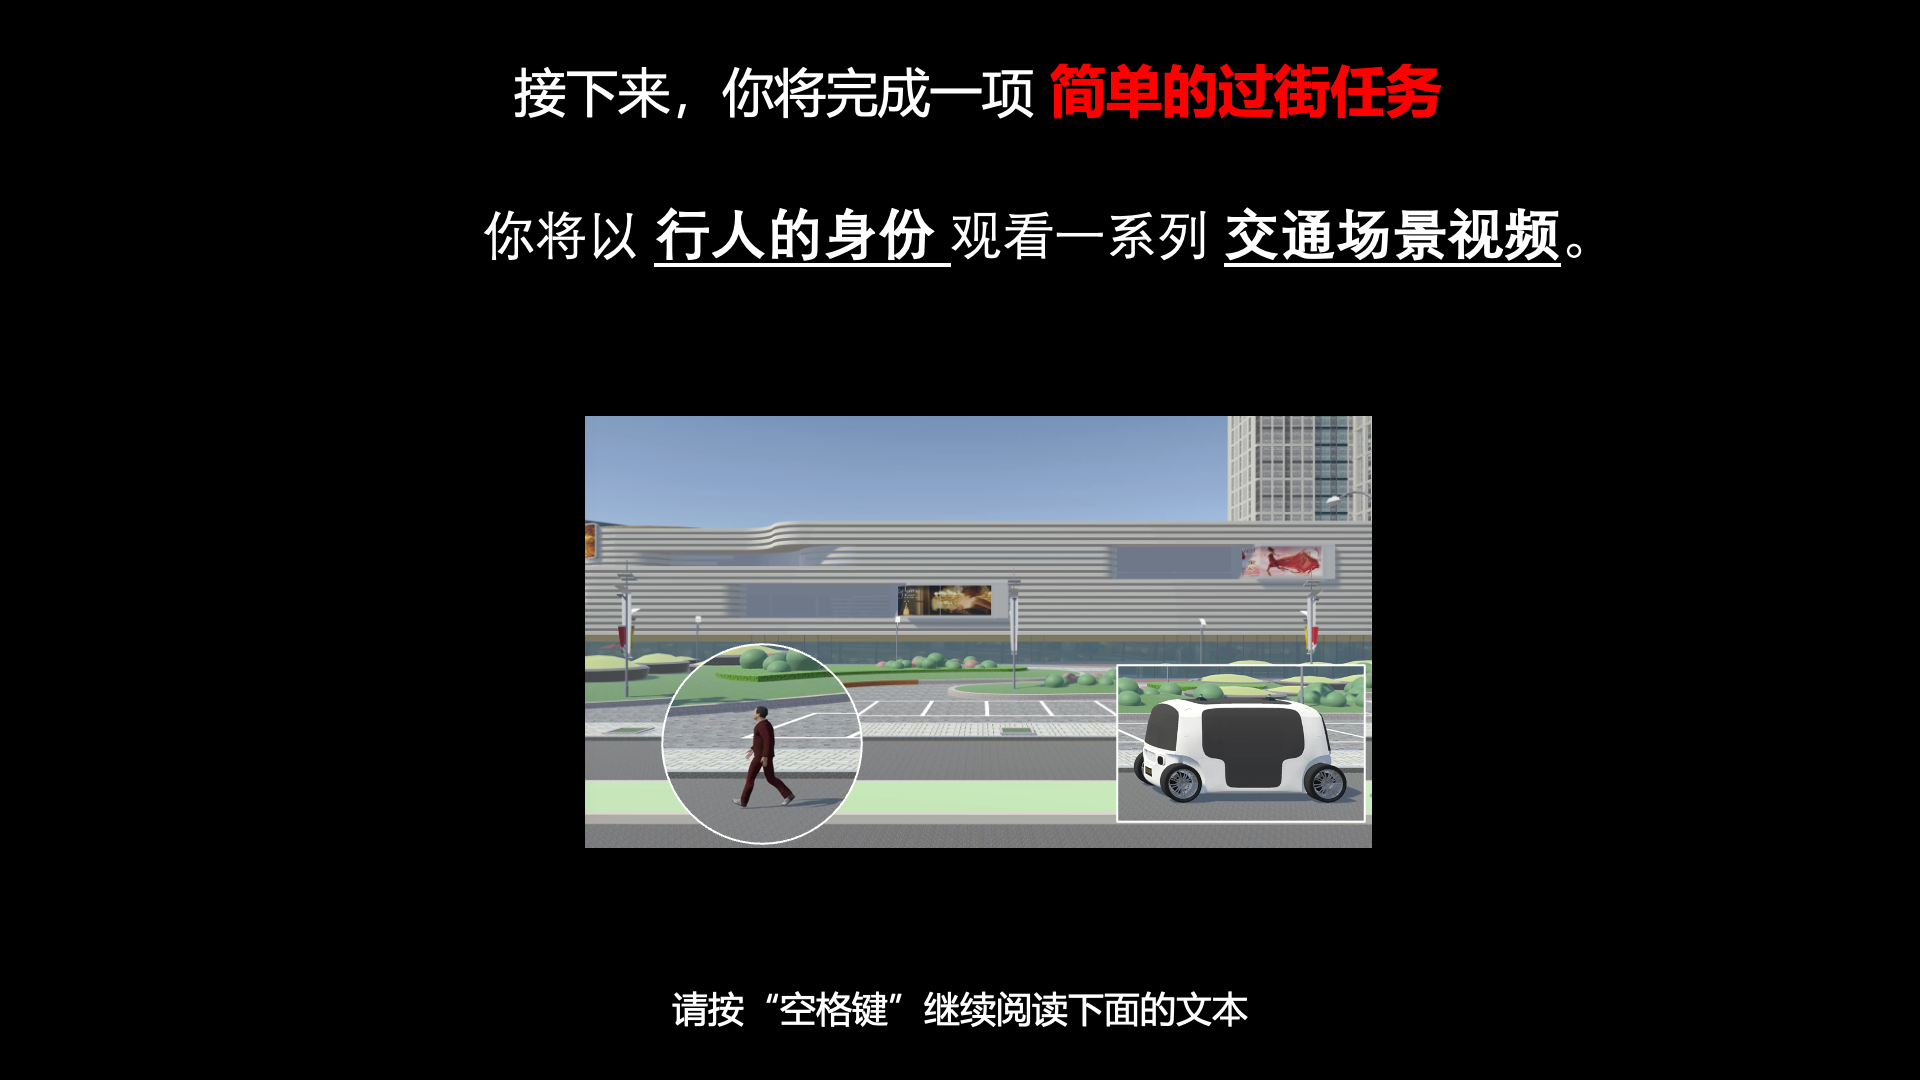 接下来，你将完成一项 简单的过街任务
你将以 行人的身份 观看一系列 交通场景视频。
请按“空格键”继续阅读下面的文本